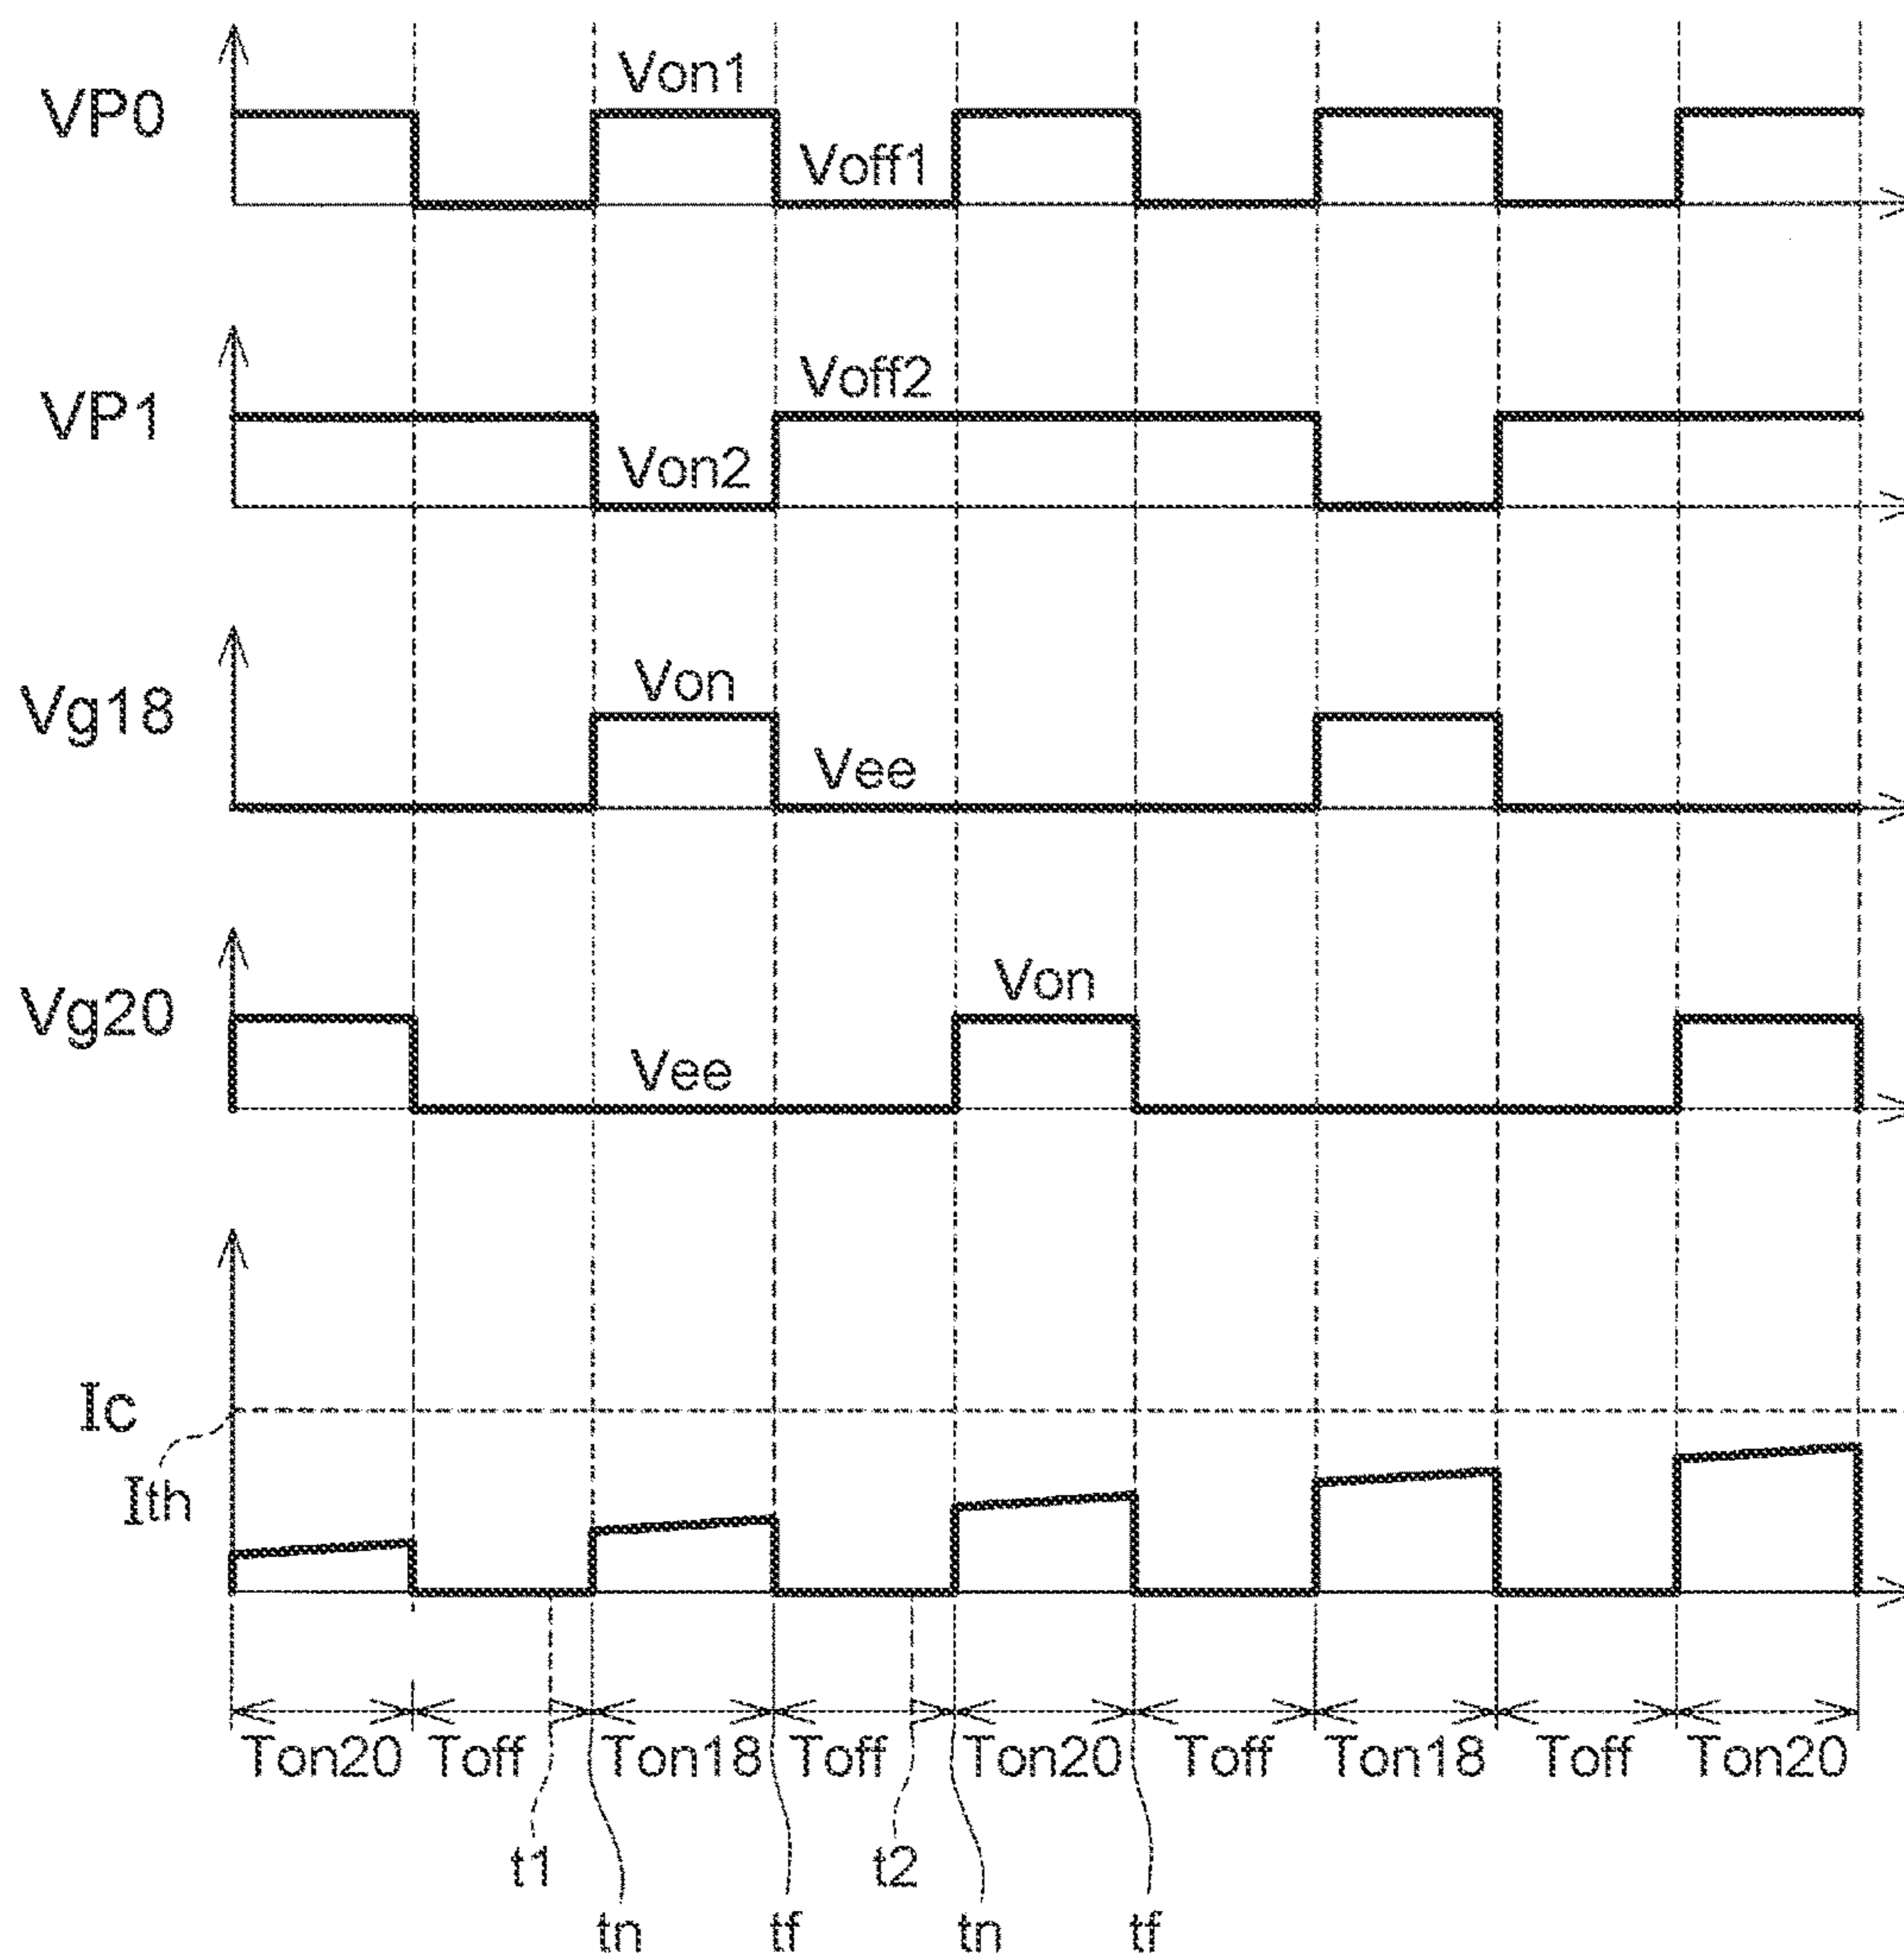 Von1
VP0
Voff1
Voff2
VP1
Von2
Von
Vg18
Vee
Von
Vg20
Vee
Ic
Ith
Ton20 Toff Ton18 Toff Ton20 Toff Ton18 Toff Ton20
t1 t2
tn tf tn tf